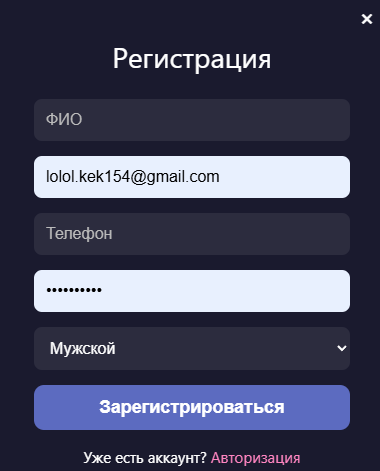 ×
Регистрация
ФИО
lolol.kek154@gmail.com
Телефон
••••••••••
Мужской
Зарегистрироваться
Уже есть аккаунт? Авторизация